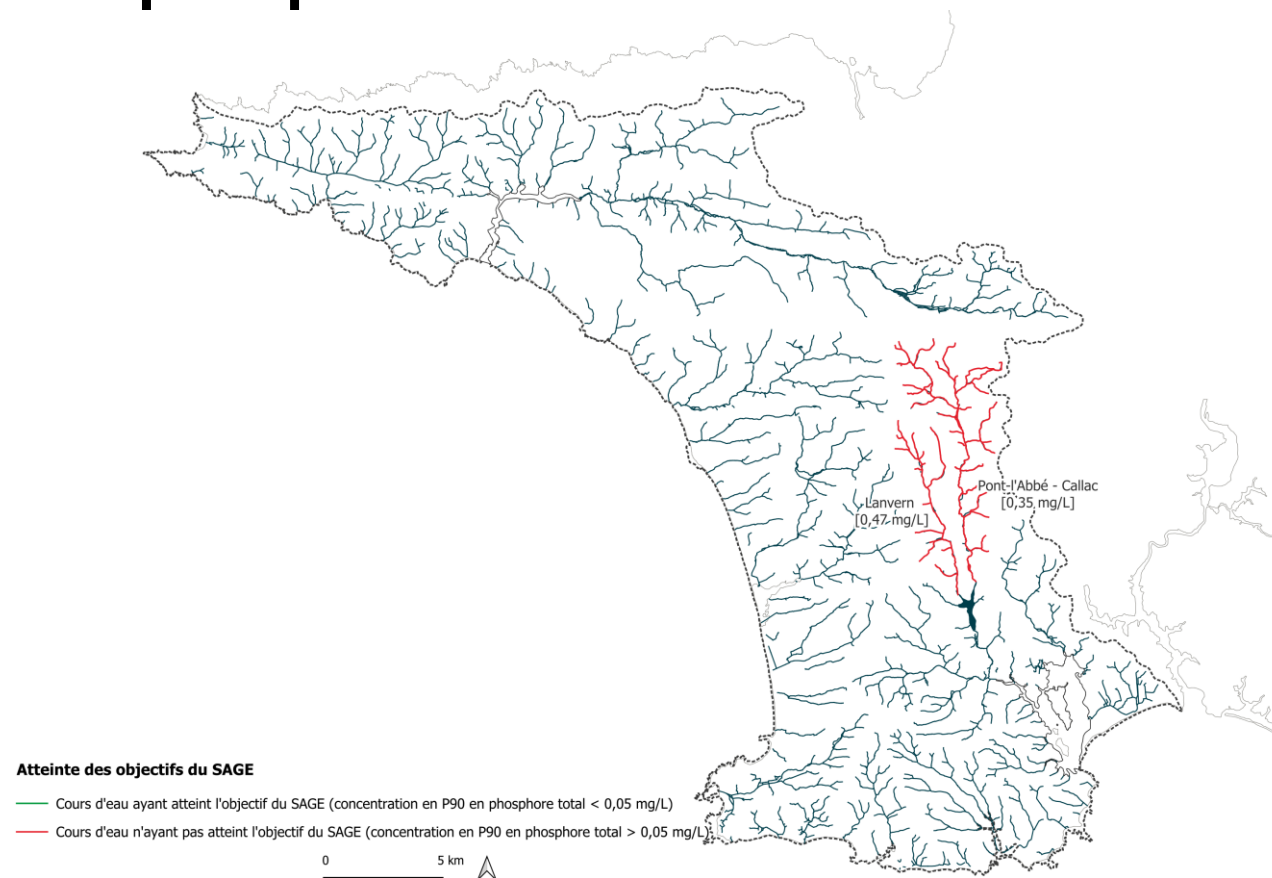 Pont-l'Abbé - Callac
[0,35 mg/L]
Lanvern
[0,47 mg/L]
Atteinte des objectifs du SAGE
Cours d'eau ayant atteint l'objectif du SAGE (concentration en P90 en phosphore total < 0,05 mg/L)
Cours d'eau n'ayant pas atteint l'objectif du SAGE (concentration en P90 en phosphore total > 0,05 mg/L)
0 5 km